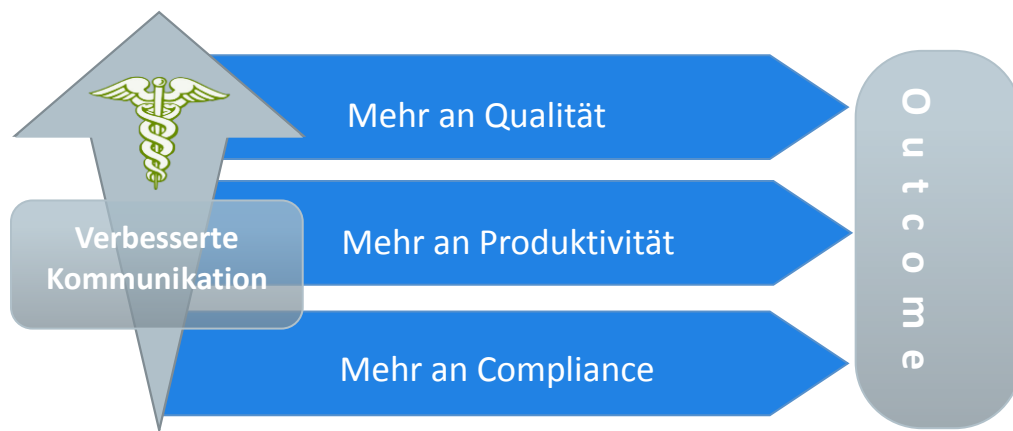 Mehr an Qualität
Verbesserte
Kommunikation
Mehr an Produktivität
Mehr an Compliance
Outcome